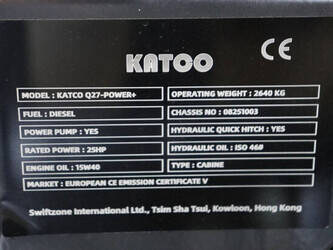 KATCO
CE
MODEL : KATCO Q27-POWER+
OPERATING WEIGHT : 2640 KG
FUEL : DIESEL
CHASSIS NO : 08251003
POWER PUMP : YES
HYDRAULIC QUICK HITCH : YES
RATED POWER : 25HP
HYDRAULIC OIL : ISO 46#
ENGINE OIL : 15W40
TYPE : CABINE
MARKET : EUROPEAN CE EMISSION CERTIFICATE V
Swiftzone International Ltd., Tsim Sha Tsui, Kowloon, Hong Kong